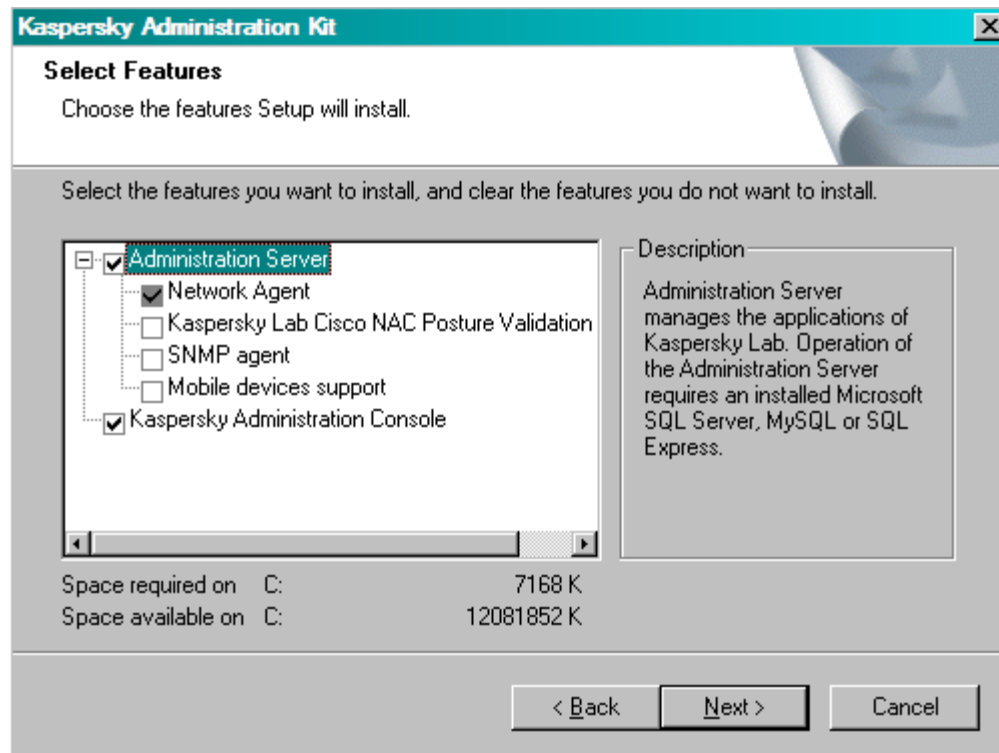 Kaspersky Administration Kit
Select Features
Choose the features Setup will install.
Select the features you want to install, and clear the features you do not want to install.
Administration Server
Network Agent
Kaspersky Lab Cisco NAC Posture Validation
SNMP agent
Mobile devices support
Kaspersky Administration Console
Description
Administration Server
manages the applications of
Kaspersky Lab. Operation of
the Administration Server
requires an installed Microsoft
SQL Server, MySQL or SQL
Express.
Space required on C: 7168 K
Space available on C: 12081852 K
< Back Next > Cancel